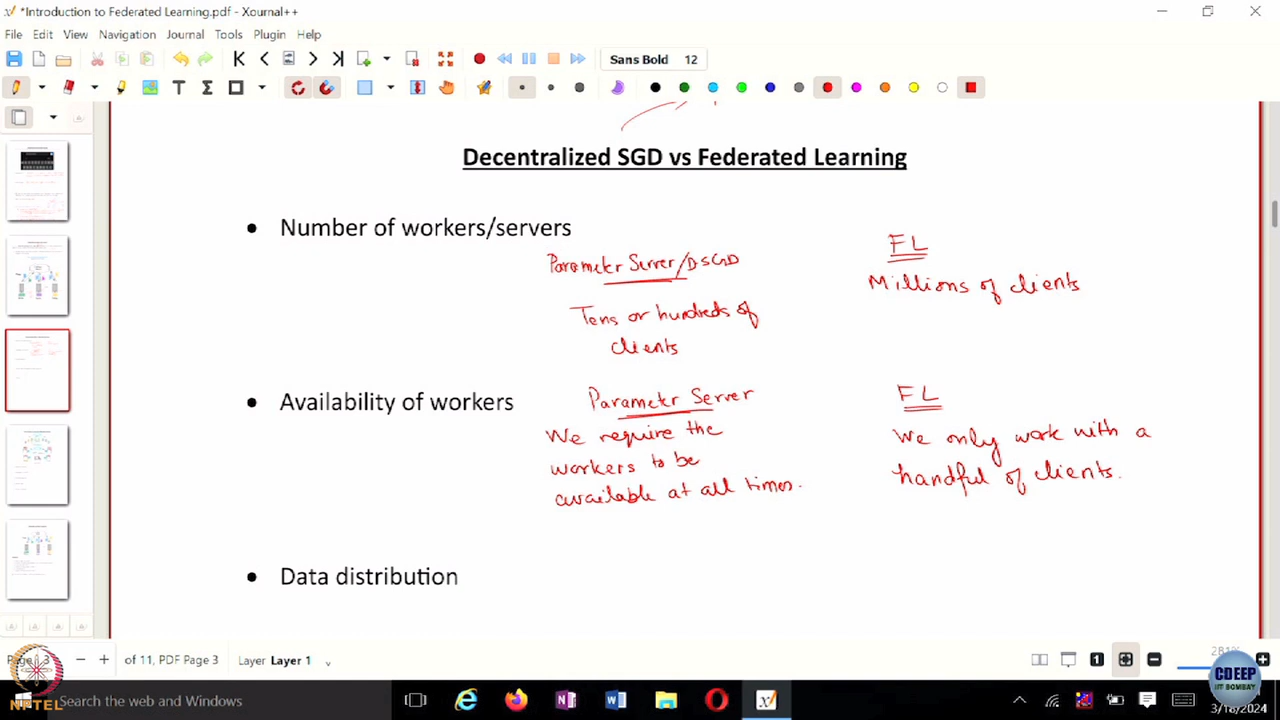 *Introduction to Federated Learning.pdf - Xournal++
File Edit View Navigation Journal Tools Plugin Help
Sans Bold 12
Decentralized SGD vs Federated Learning
• Number of workers/servers
Parameter Server/DSGD
Tens or hundreds of
clients
FL
Millions of clients
• Availability of workers
Parameter Server
We require the
workers to be
available at all times.
FL
We only work with a
handful of clients.
• Data distribution
Page 3 of 11, PDF Page 3 Layer Layer 1
281%
NPTEL
Search the web and Windows
CDEEP
IIT BOMBAY
3/18/2024